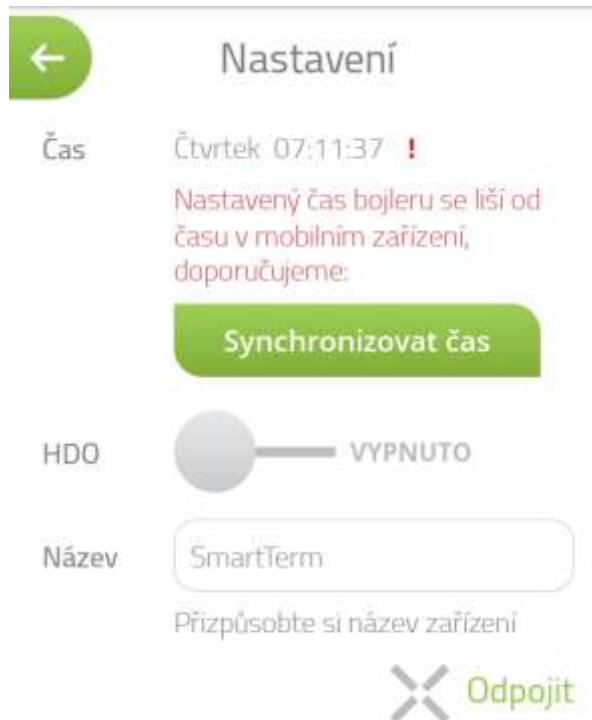 Nastavení
Čas
Čtvrtek 07:11:37 !
Nastavený čas bojleru se liší od
času v mobilním zařízení,
doporučujeme:
Synchronizovat čas
HDO
VYPNUTO
Název
SmartTerm
Přizpůsobte si název zařízení
Odpojit